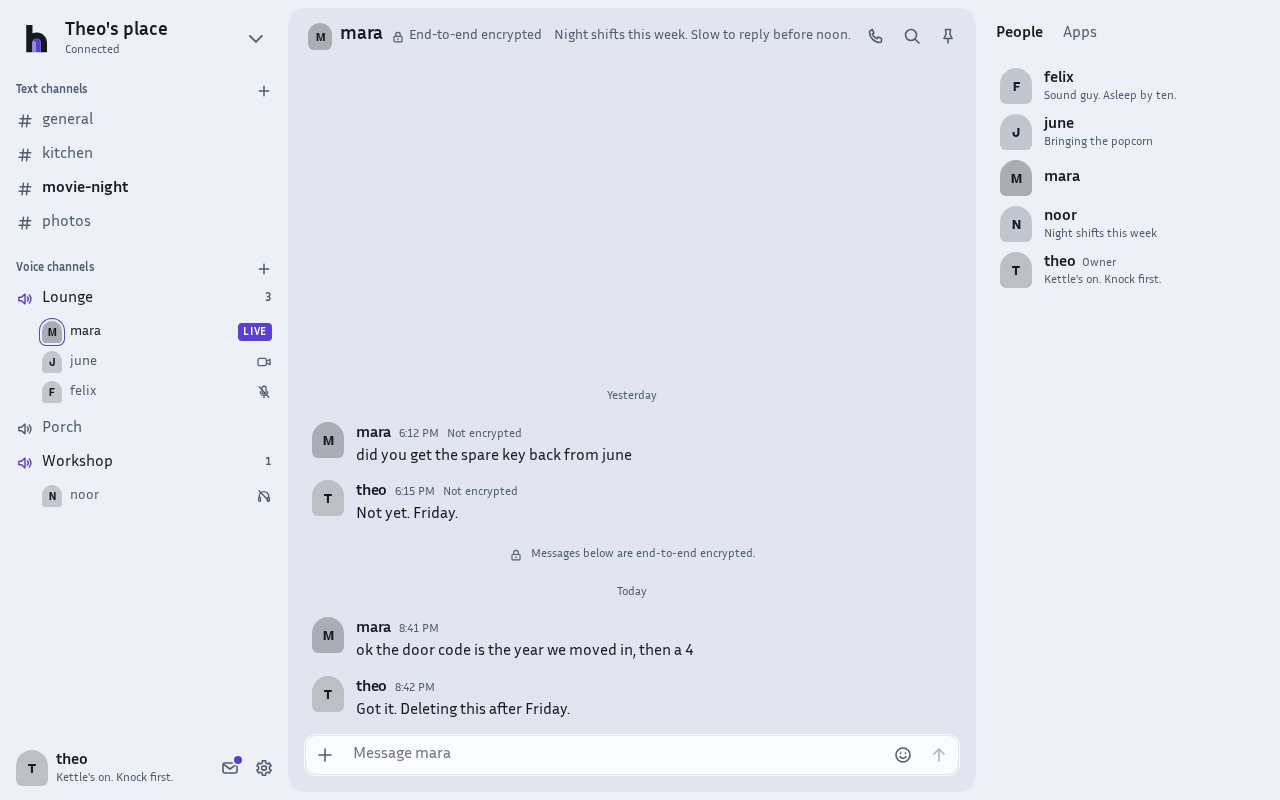 Theo's place
Connected
Text channels
general
kitchen
movie-night
photos
Voice channels
Lounge 3
M mara LIVE
J june
F felix
Porch
Workshop 1
N noor
T theo
Kettle's on. Knock first.
M mara End-to-end encrypted Night shifts this week. Slow to reply before noon.
Yesterday
M mara 6:12 PM Not encrypted
did you get the spare key back from june
T theo 6:15 PM Not encrypted
Not yet. Friday.
Messages below are end-to-end encrypted.
Today
M mara 8:41 PM
ok the door code is the year we moved in, then a 4
T theo 8:42 PM
Got it. Deleting this after Friday.
Message mara
People Apps
F felix
Sound guy. Asleep by ten.
J june
Bringing the popcorn
M mara
N noor
Night shifts this week
T theo Owner
Kettle's on. Knock first.